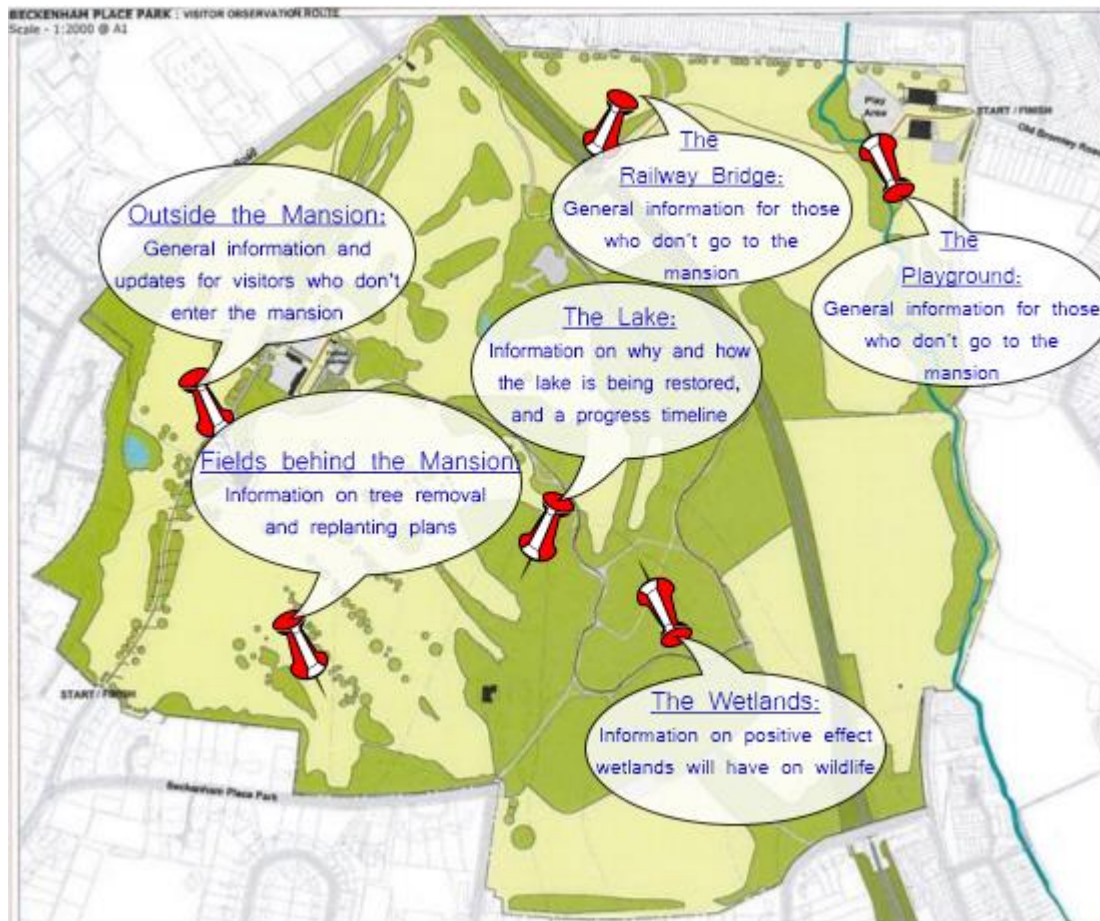 BECKENHAM PLACE PARK : VISITOR OBSERVATION ROUTE
Scale - 1:2000 @ A1
Play
Area
START / FINISH
Old Bromley Road
The
Railway Bridge:
General information for those
who don't go to the
mansion
Outside the Mansion:
General information and
updates for visitors who don't
enter the mansion
The
Playground:
General information for those
who don't go to the
mansion
The Lake:
Information on why and how
the lake is being restored,
and a progress timeline
Fields behind the Mansion:
Information on tree removal
and replanting plans
START / FINISH
The Wetlands:
Information on positive effect
wetlands will have on wildlife
Beckenham Place Park